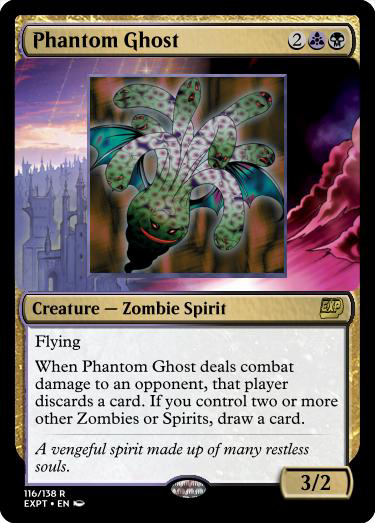 Phantom Ghost 2
Creature — Zombie Spirit
EXP
Flying
When Phantom Ghost deals combat
damage to an opponent, that player
discards a card. If you control two or more
other Zombies or Spirits, draw a card.
A vengeful spirit made up of many restless
souls.
3/2
116/138 R
EXPT • EN